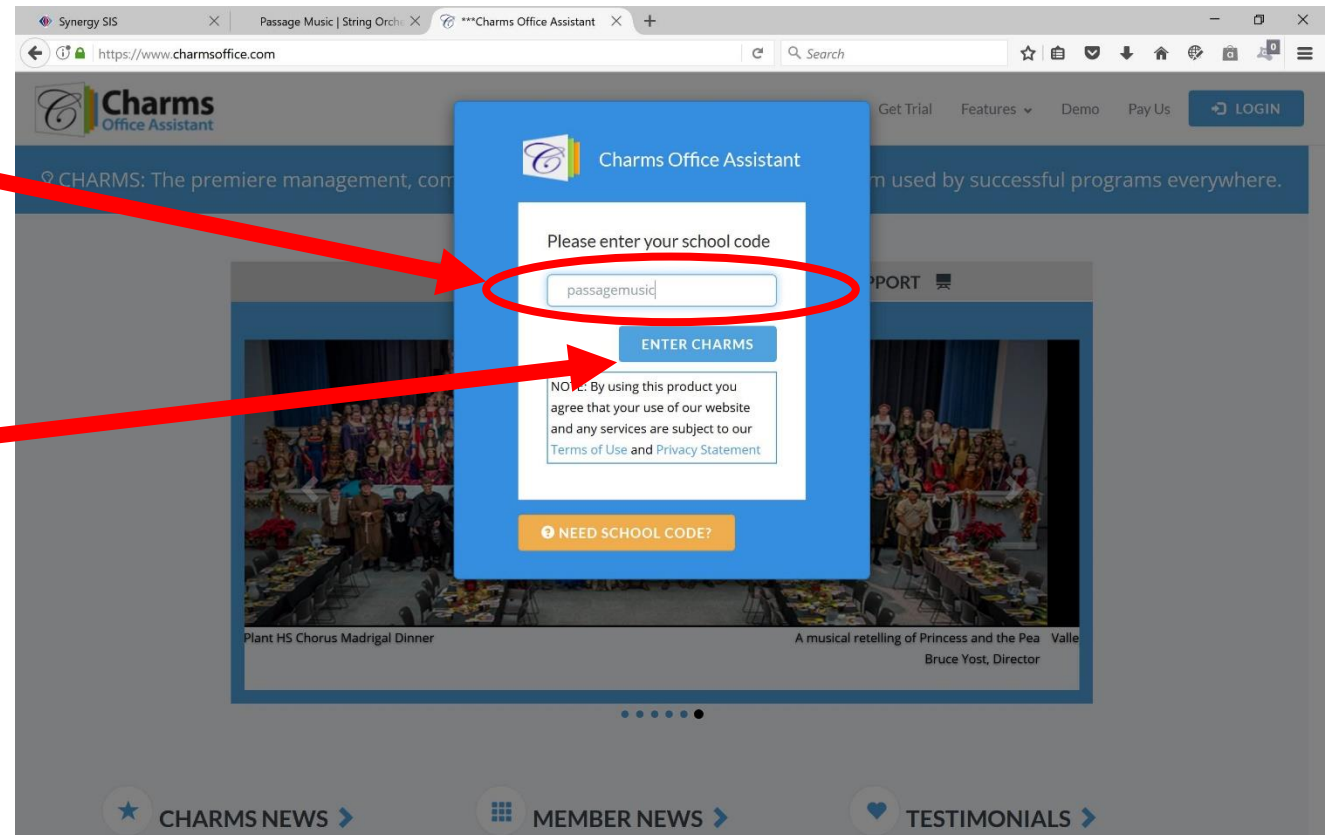 Synergy SIS
Passage Music | String Orche
***Charms Office Assistant
https://www.charmsoffice.com
Search
0
Charms
Office Assistant
Get Trial
Features
Demo
Pay Us
LOGIN
Charms Office Assistant
CHARMS: The premiere management, com
m used by successful programs everywhere.
Please enter your school code
PPORT
passagemusic
ENTER CHARMS
NOTE: By using this product you
agree that your use of our website
and any services are subject to our
Terms of Use and Privacy Statement
NEED SCHOOL CODE?
Plant HS Chorus Madrigal Dinner
A musical retelling of Princess and the Pea
Bruce Yost, Director
Valle
CHARMS NEWS
MEMBER NEWS
TESTIMONIALS